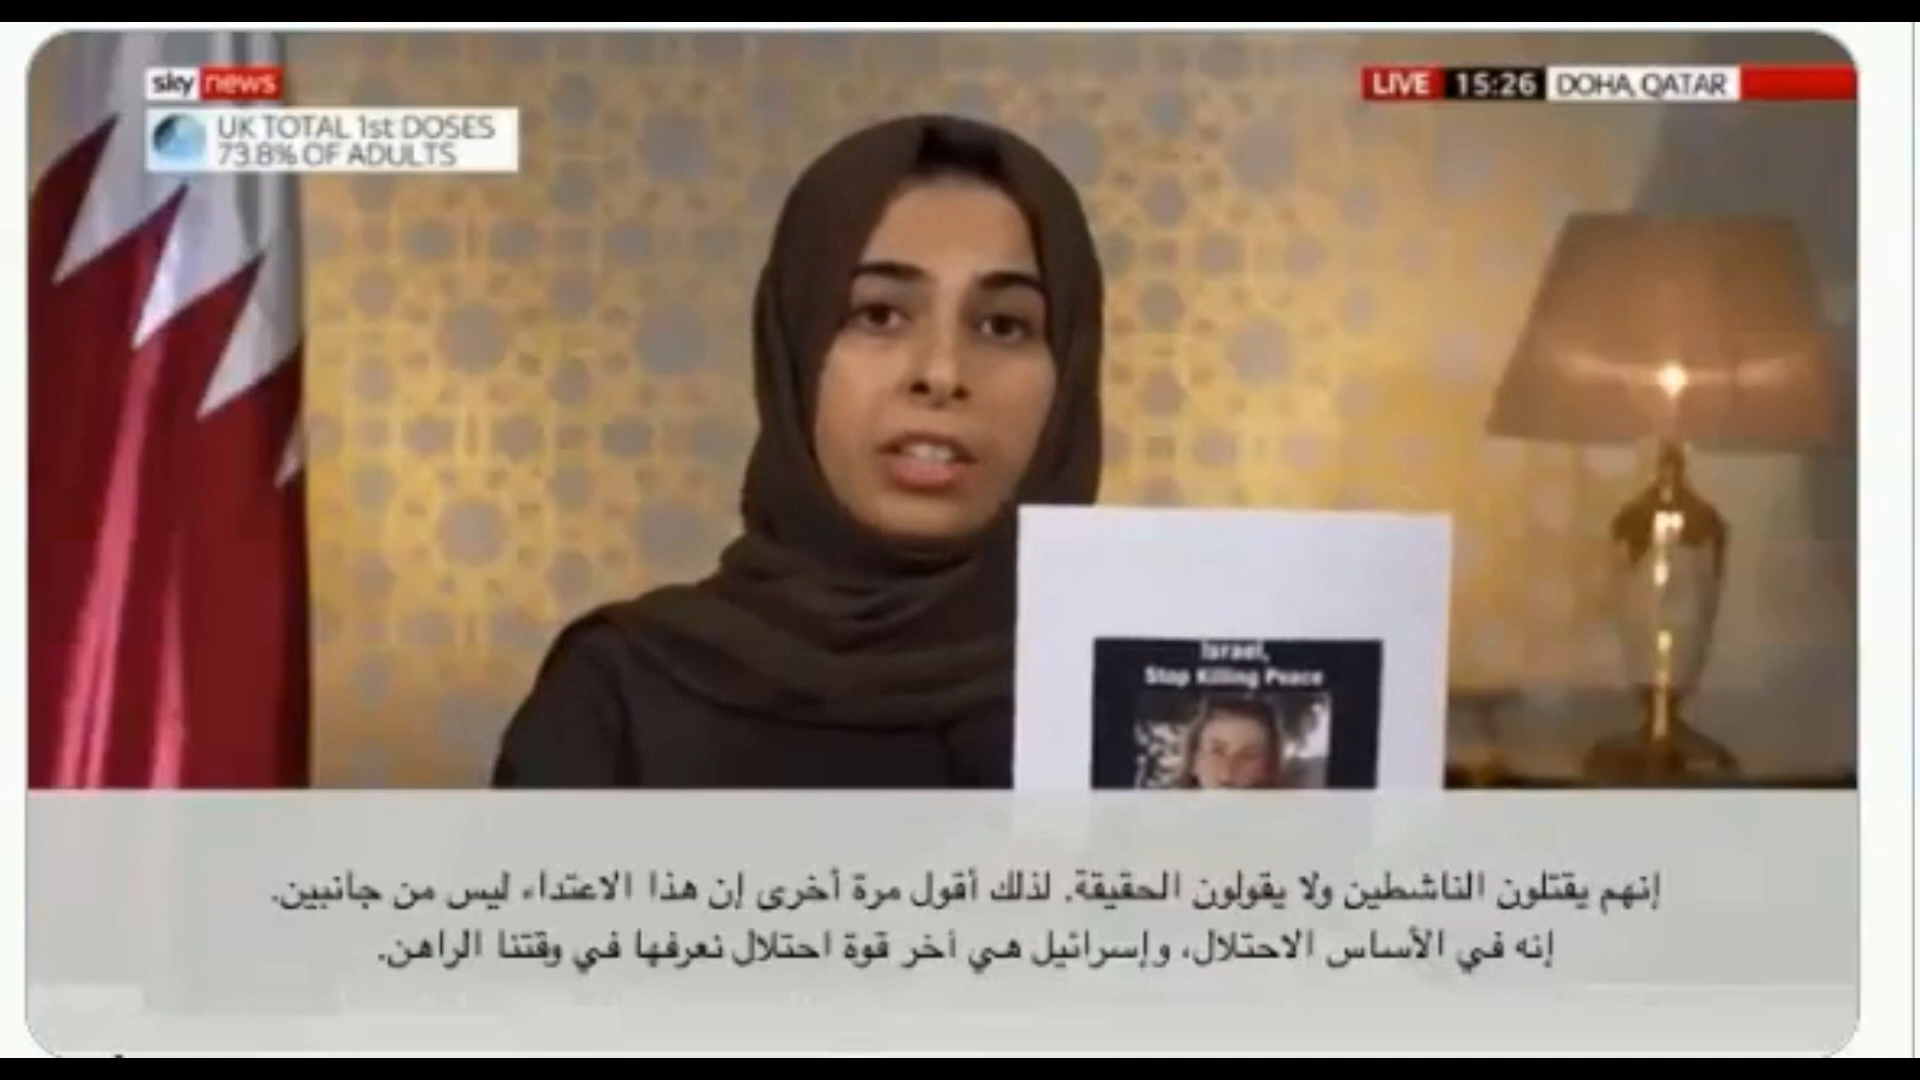 sky news
LIVE 15:26 DOHA, QATAR
UK TOTAL 1st DOSES
73.8% OF ADULTS
Israel,
Stop Killing Peace
إنهم يقتلون الناشطين ولا يقولون الحقيقة. لذلك أقول مرة أخرى إن هذا الاعتداء ليس من جانبين.
إنه في الأساس الاحتلال، وإسرائيل هي آخر قوة احتلال نعرفها في وقتنا الراهن.